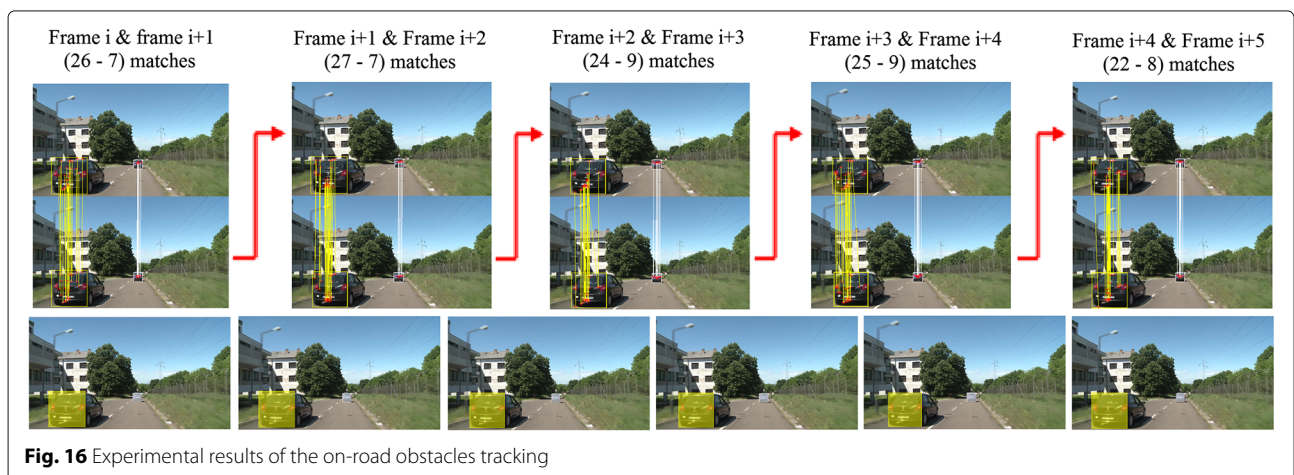 Frame i & frame i+1
(26 - 7) matches
Frame i+1 & Frame i+2
(27 - 7) matches
Frame i+2 & Frame i+3
(24 - 9) matches
Frame i+3 & Frame i+4
(25 - 9) matches
Frame i+4 & Frame i+5
(22 - 8) matches
Fig. 16 Experimental results of the on-road obstacles tracking